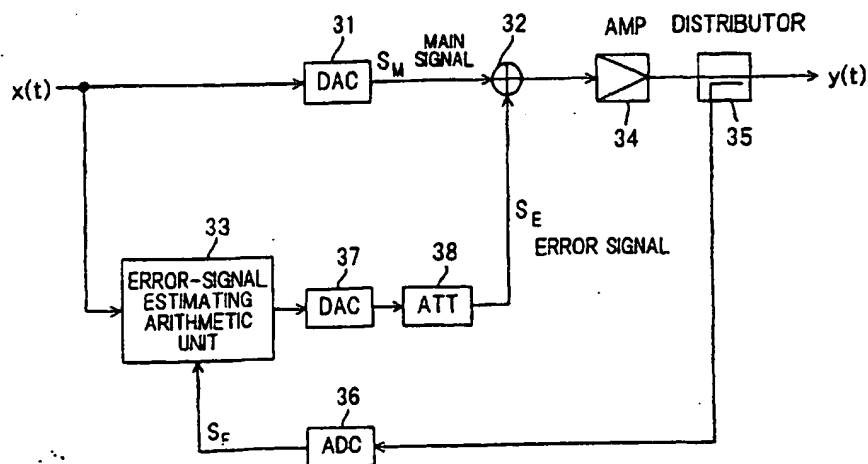 31
MAIN
SIGNAL
32
AMP
DISTRIBUTOR
x(t)
DAC
S_M
y(t)
34
35
S_E
ERROR SIGNAL
33
37
38
ERROR-SIGNAL
ESTIMATING
ARITHMETIC
UNIT
DAC
ATT
36
S_F
ADC